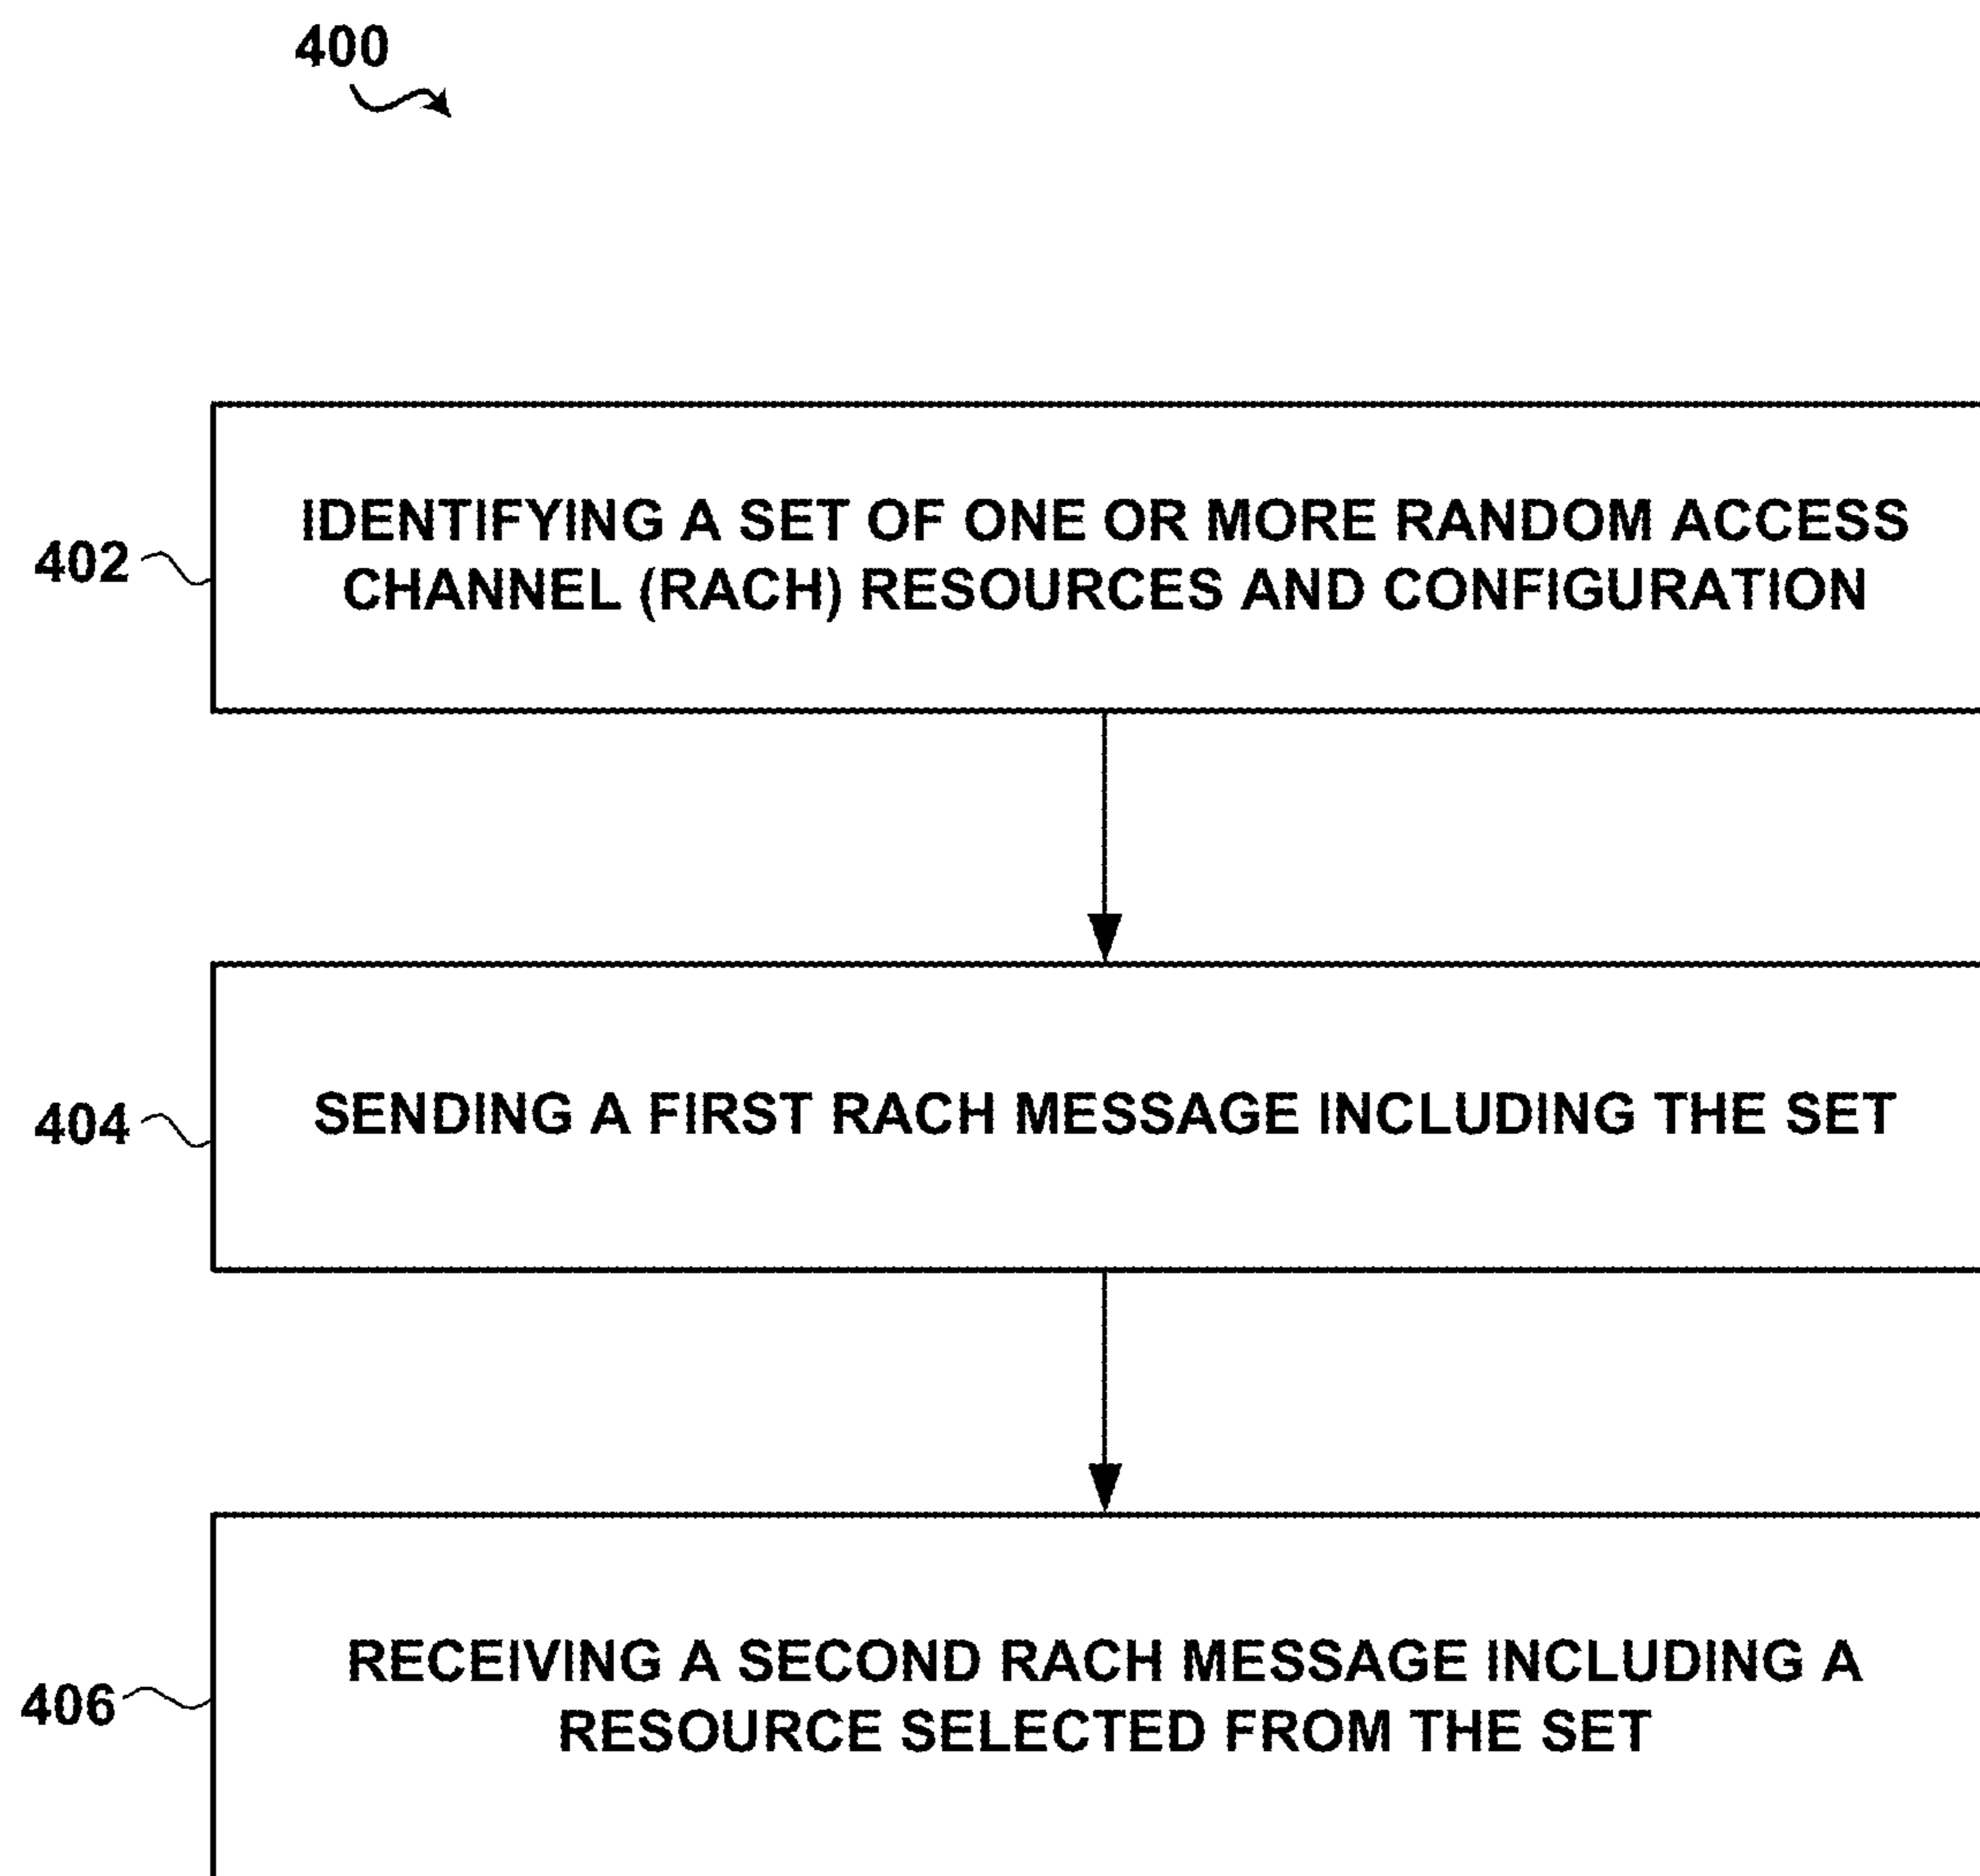 400
402
IDENTIFYING A SET OF ONE OR MORE RANDOM ACCESS
CHANNEL (RACH) RESOURCES AND CONFIGURATION
404
SENDING A FIRST RACH MESSAGE INCLUDING THE SET
406
RECEIVING A SECOND RACH MESSAGE INCLUDING A
RESOURCE SELECTED FROM THE SET